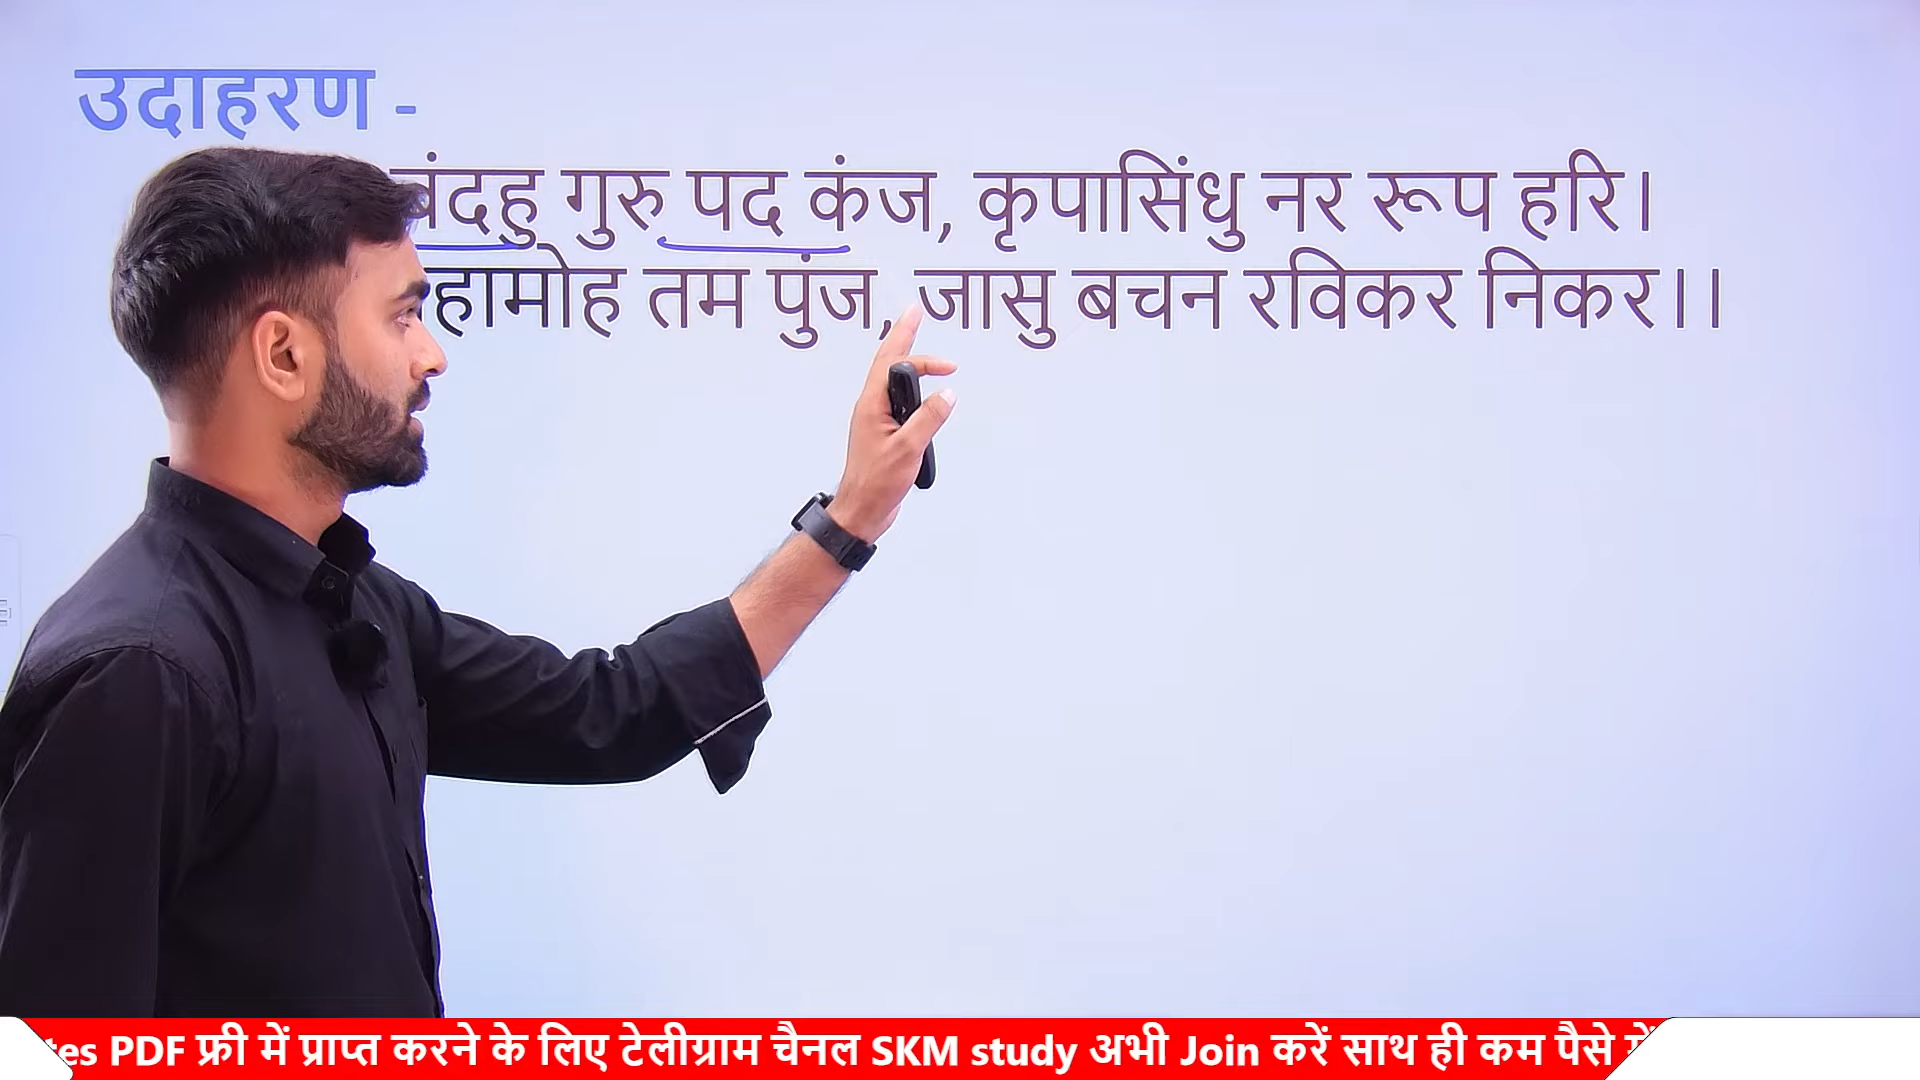 उदाहरण -
बंदहु गुरु पद कंज, कृपासिंधु नर रूप हरि।
महामोह तम पुंज, जासु बचन रविकर निकर।।
PDF फ्री में प्राप्त करने के लिए टेलीग्राम चैनल SKM study अभी Join करें साथ ही कम पैसे